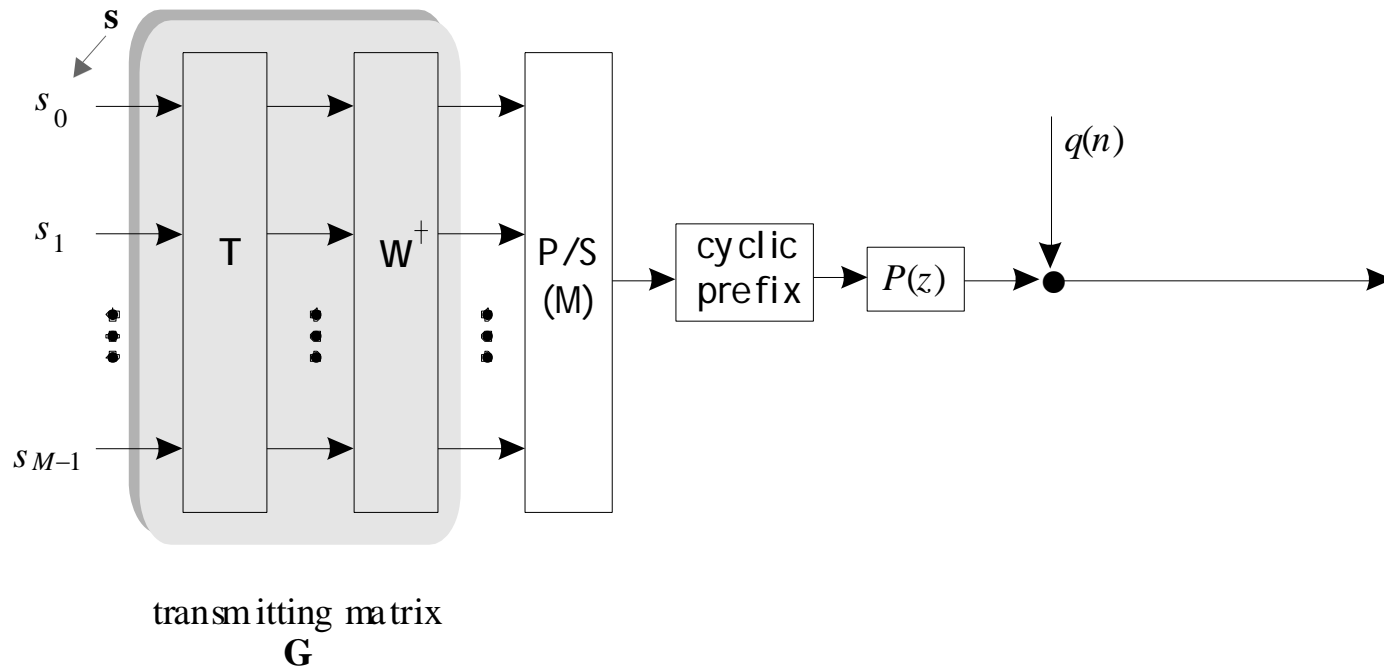 s
s0
s1
sM–1
T
W†
P/S
(M)
cyclic
prefix
P(z)
q(n)
transmitting matrix
G